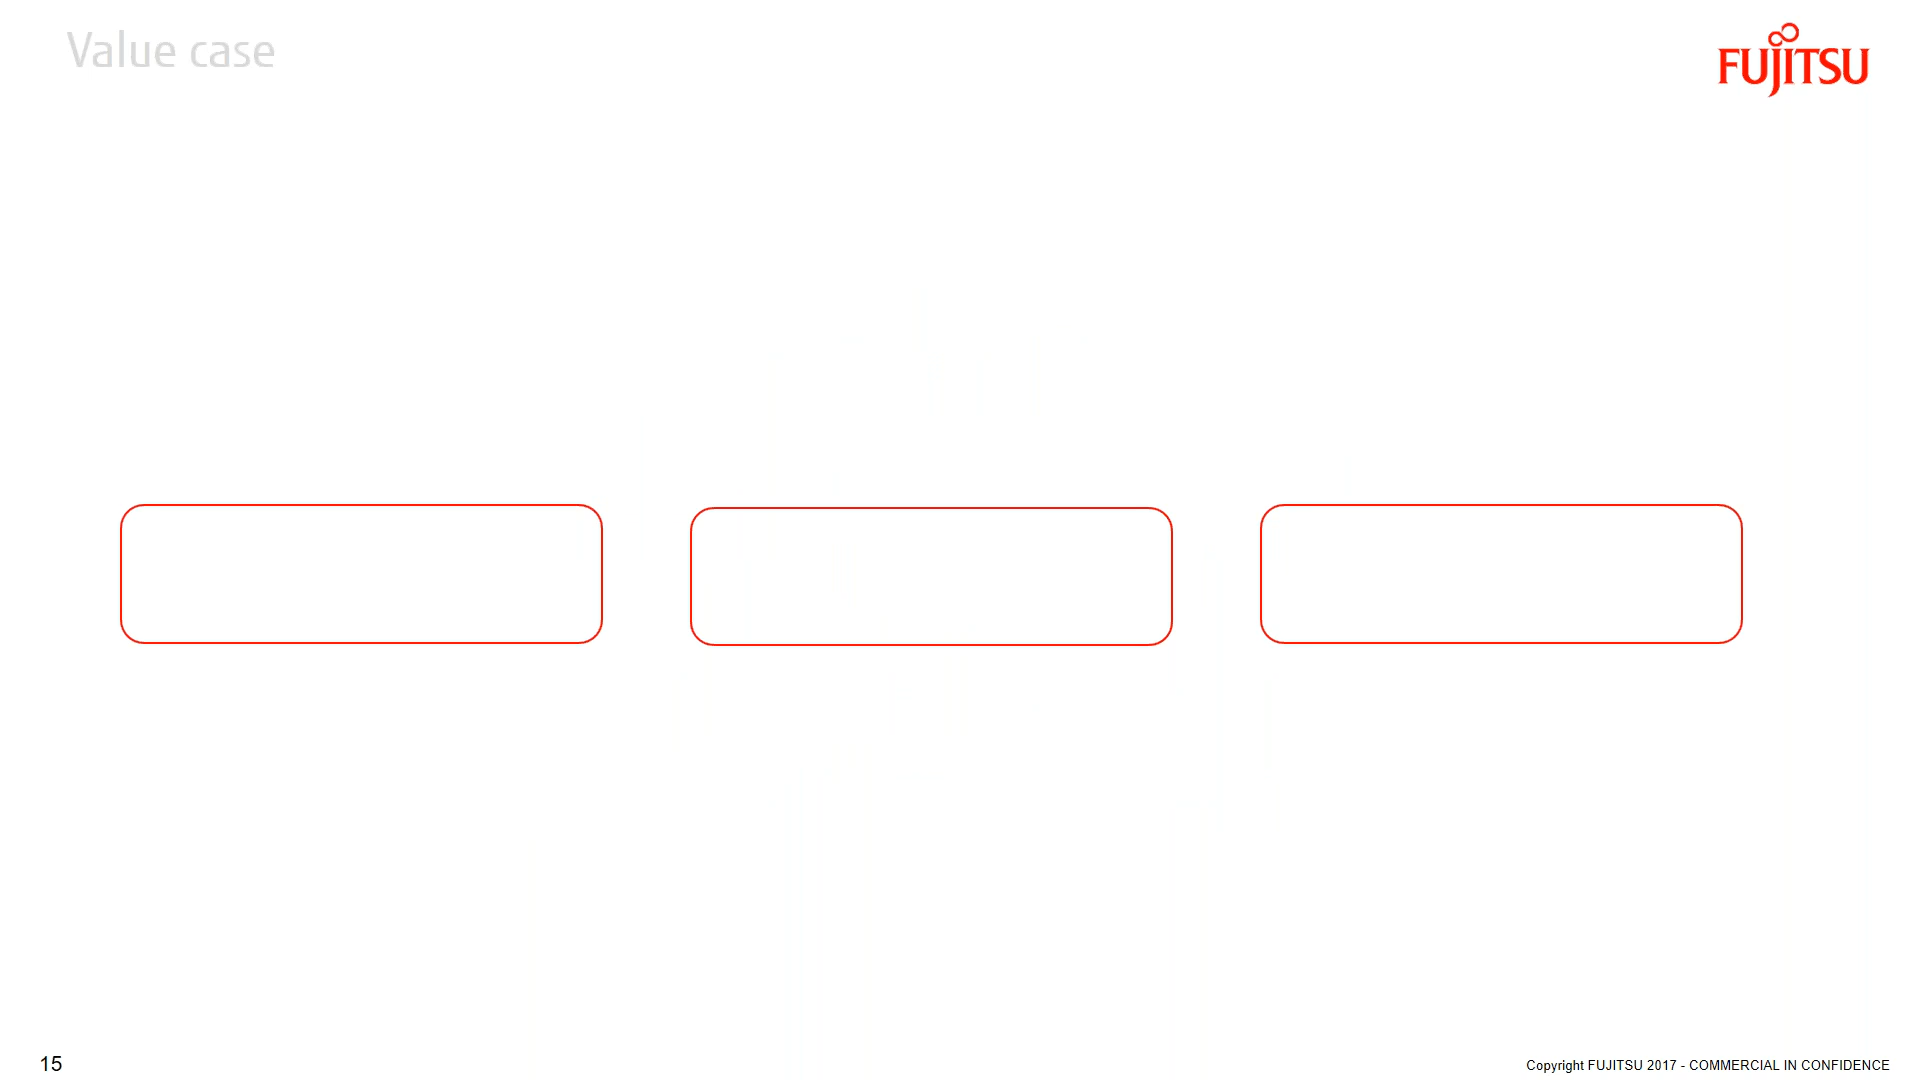 Value case
FUJITSU
15
Copyright FUJITSU 2017 - COMMERCIAL IN CONFIDENCE